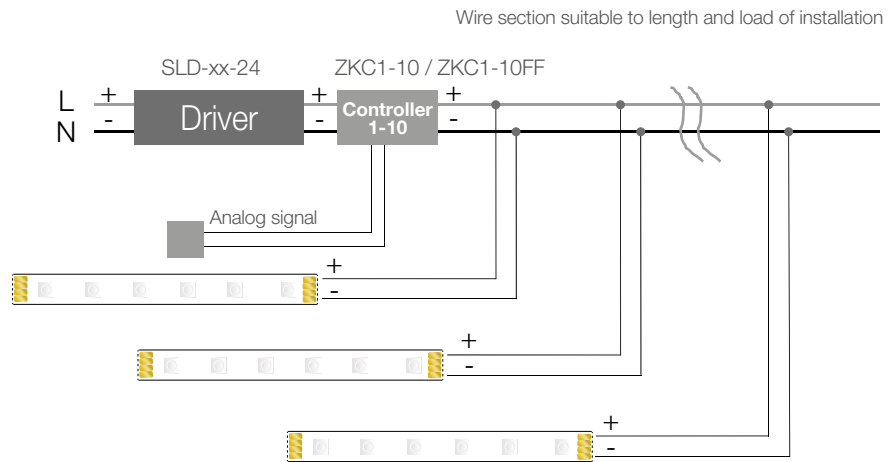 Wire section suitable to length and load of installation
SLD-xx-24
ZKC1-10 / ZKC1-10FF
L + Driver + Controller +
N - - 1-10 -
Analog signal
+
-
+
-
+
-